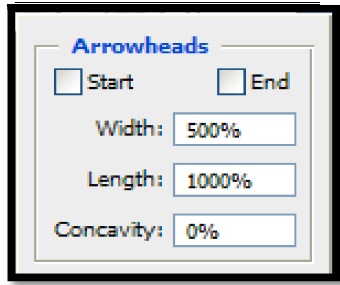 Arrowheads
Start End
Width: 500%
Length: 1000%
Concavity: 0%